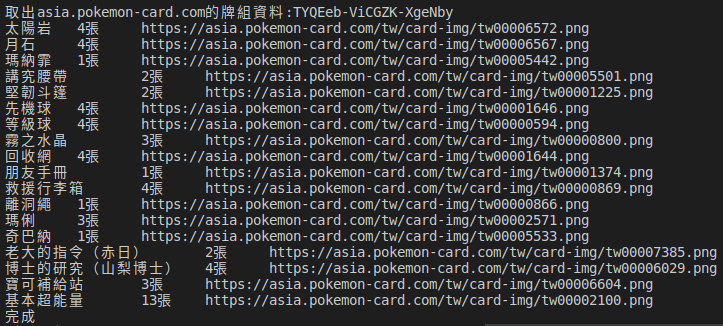 取出asia.pokemon-card.com的牌組資料:TYQEeb-ViCGZK-XgeNby
太陽岩 4張 https://asia.pokemon-card.com/tw/card-img/tw00006572.png
月石 4張 https://asia.pokemon-card.com/tw/card-img/tw00006567.png
瑪納霏 1張 https://asia.pokemon-card.com/tw/card-img/tw00005442.png
講究腰帶 2張 https://asia.pokemon-card.com/tw/card-img/tw00005501.png
堅韌斗篷 2張 https://asia.pokemon-card.com/tw/card-img/tw00001225.png
先機球 4張 https://asia.pokemon-card.com/tw/card-img/tw00001646.png
等級球 4張 https://asia.pokemon-card.com/tw/card-img/tw00000594.png
霧之水晶 3張 https://asia.pokemon-card.com/tw/card-img/tw00000800.png
回收網 4張 https://asia.pokemon-card.com/tw/card-img/tw00001644.png
朋友手冊 1張 https://asia.pokemon-card.com/tw/card-img/tw00001374.png
救援行李箱 4張 https://asia.pokemon-card.com/tw/card-img/tw00000869.png
離洞繩 1張 https://asia.pokemon-card.com/tw/card-img/tw00000866.png
瑪俐 3張 https://asia.pokemon-card.com/tw/card-img/tw00002571.png
奇巴納 1張 https://asia.pokemon-card.com/tw/card-img/tw00005533.png
老大的指令（赤日） 2張 https://asia.pokemon-card.com/tw/card-img/tw00007385.png
博士的研究（山梨博士） 4張 https://asia.pokemon-card.com/tw/card-img/tw00006029.png
寶可補給站 3張 https://asia.pokemon-card.com/tw/card-img/tw00006604.png
基本超能量 13張 https://asia.pokemon-card.com/tw/card-img/tw00002100.png
完成